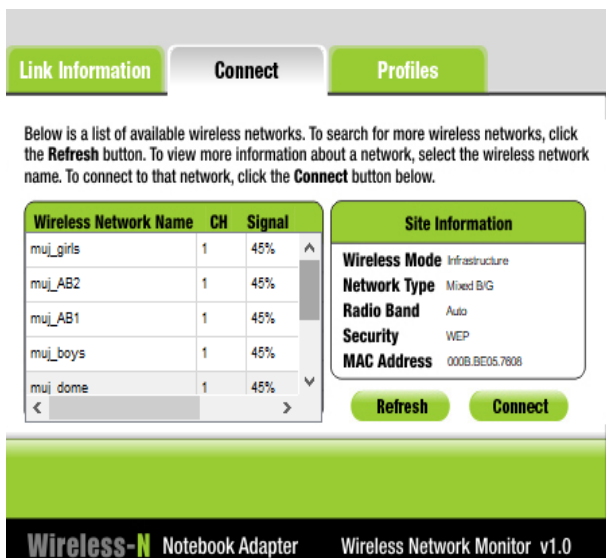 Link Information Connect Profiles
Below is a list of available wireless networks. To search for more wireless networks, click
the Refresh button. To view more information about a network, select the wireless network
name. To connect to that network, click the Connect button below.
Wireless Network Name CH Signal
muj_girls 1 45%
muj_AB2 1 45%
muj_AB1 1 45%
muj_boys 1 45%
muj_dome 1 45%
Site Information
Wireless Mode Infrastructure
Network Type Mixed B/G
Radio Band Auto
Security WEP
MAC Address 000B.BE05.7808
Refresh Connect
Wireless-N Notebook Adapter Wireless Network Monitor v1.0